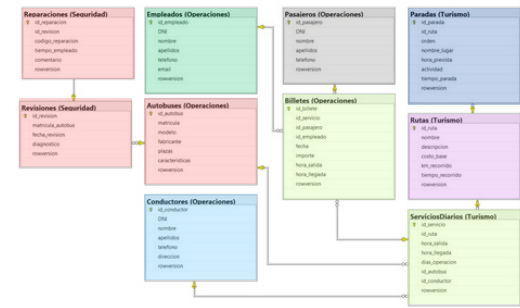 Reparaciones (Seguridad)
id_reparacion
id_revision
codigo_reparacion
tiempo_empleado
comentario
rowversion
Empleados (Operaciones)
id_empleado
DNI
nombre
apellidos
telefono
email
rowversion
Pasajeros (Operaciones)
id_pasajero
DNI
nombre
apellidos
telefono
rowversion
Paradas (Turismo)
id_parada
id_ruta
orden
nombre_lugar
hora_prevista
actividad
tiempo_parada
rowversion
Revisiones (Seguridad)
id_revision
matricula_autobus
fecha_revision
diagnostico
rowversion
Autobuses (Operaciones)
id_autobus
matricula
modelo
fabricante
plazas
caracteristicas
rowversion
Billetes (Operaciones)
id_billete
id_servicio
id_pasajero
id_empleado
fecha
importe
hora_salida
hora_llegada
rowversion
Rutas (Turismo)
id_ruta
nombre
descripcion
costo_base
km_recorrido
tiempo_recorrido
rowversion
Conductores (Operaciones)
id_conductor
DNI
nombre
apellidos
telefono
direccion
rowversion
ServiciosDiarios (Turismo)
id_servicio
id_ruta
hora_salida
hora_llegada
dias_operacion
id_autobus
id_conductor
rowversion